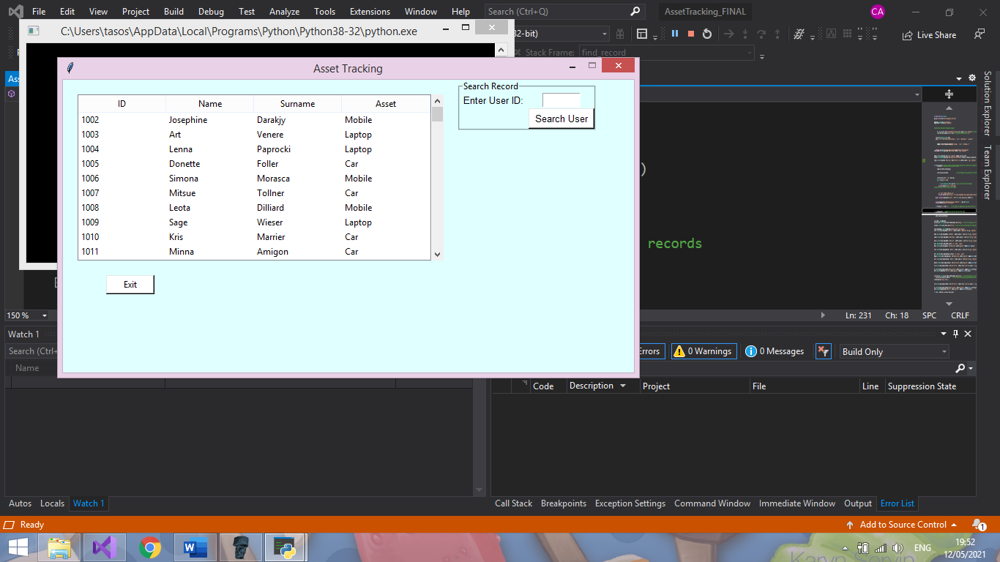 File Edit View Project Build Debug Test Analyze Tools Extensions Window Help Search (Ctrl+Q) AssetTracking_FINAL CA
C:\Users\tasos\AppData\Local\Programs\Python\Python38-32\python.exe
32-bit) Live Share
Stack Frame: find_record
Asset Tracking
Ass
ID Name Surname Asset
1002 Josephine Darakjy Mobile
1003 Art Venere Laptop
1004 Lenna Paprocki Laptop
1005 Donette Foller Car
1006 Simona Morasca Mobile
1007 Mitsue Tollner Car
1008 Leota Dilliard Mobile
1009 Sage Wieser Laptop
1010 Kris Marrier Car
1011 Minna Amigon Car
Search Record
Enter User ID:
Search User
Exit
)
records
Solution Explorer
Team Explorer
150 % Ln: 231 Ch: 18 SPC CRLF
Watch 1
Search (Ctrl+
Name
Errors 0 Warnings 0 Messages Build Only
Code Description Project File Line Suppression State
Autos Locals Watch 1
Call Stack Breakpoints Exception Settings Command Window Immediate Window Output Error List
Ready Add to Source Control 1
ENG 19:52
12/05/2021